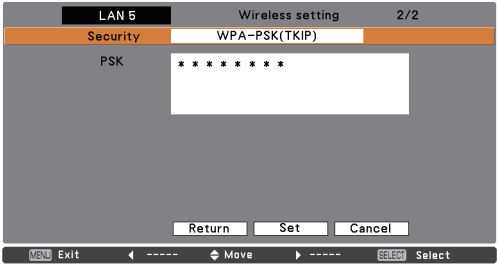 LAN 5 Wireless setting 2/2
Security WPA-PSK(TKIP)
PSK * * * * * * * *
Return Set Cancel
MENU Exit ----- Move ----- SELECT Select